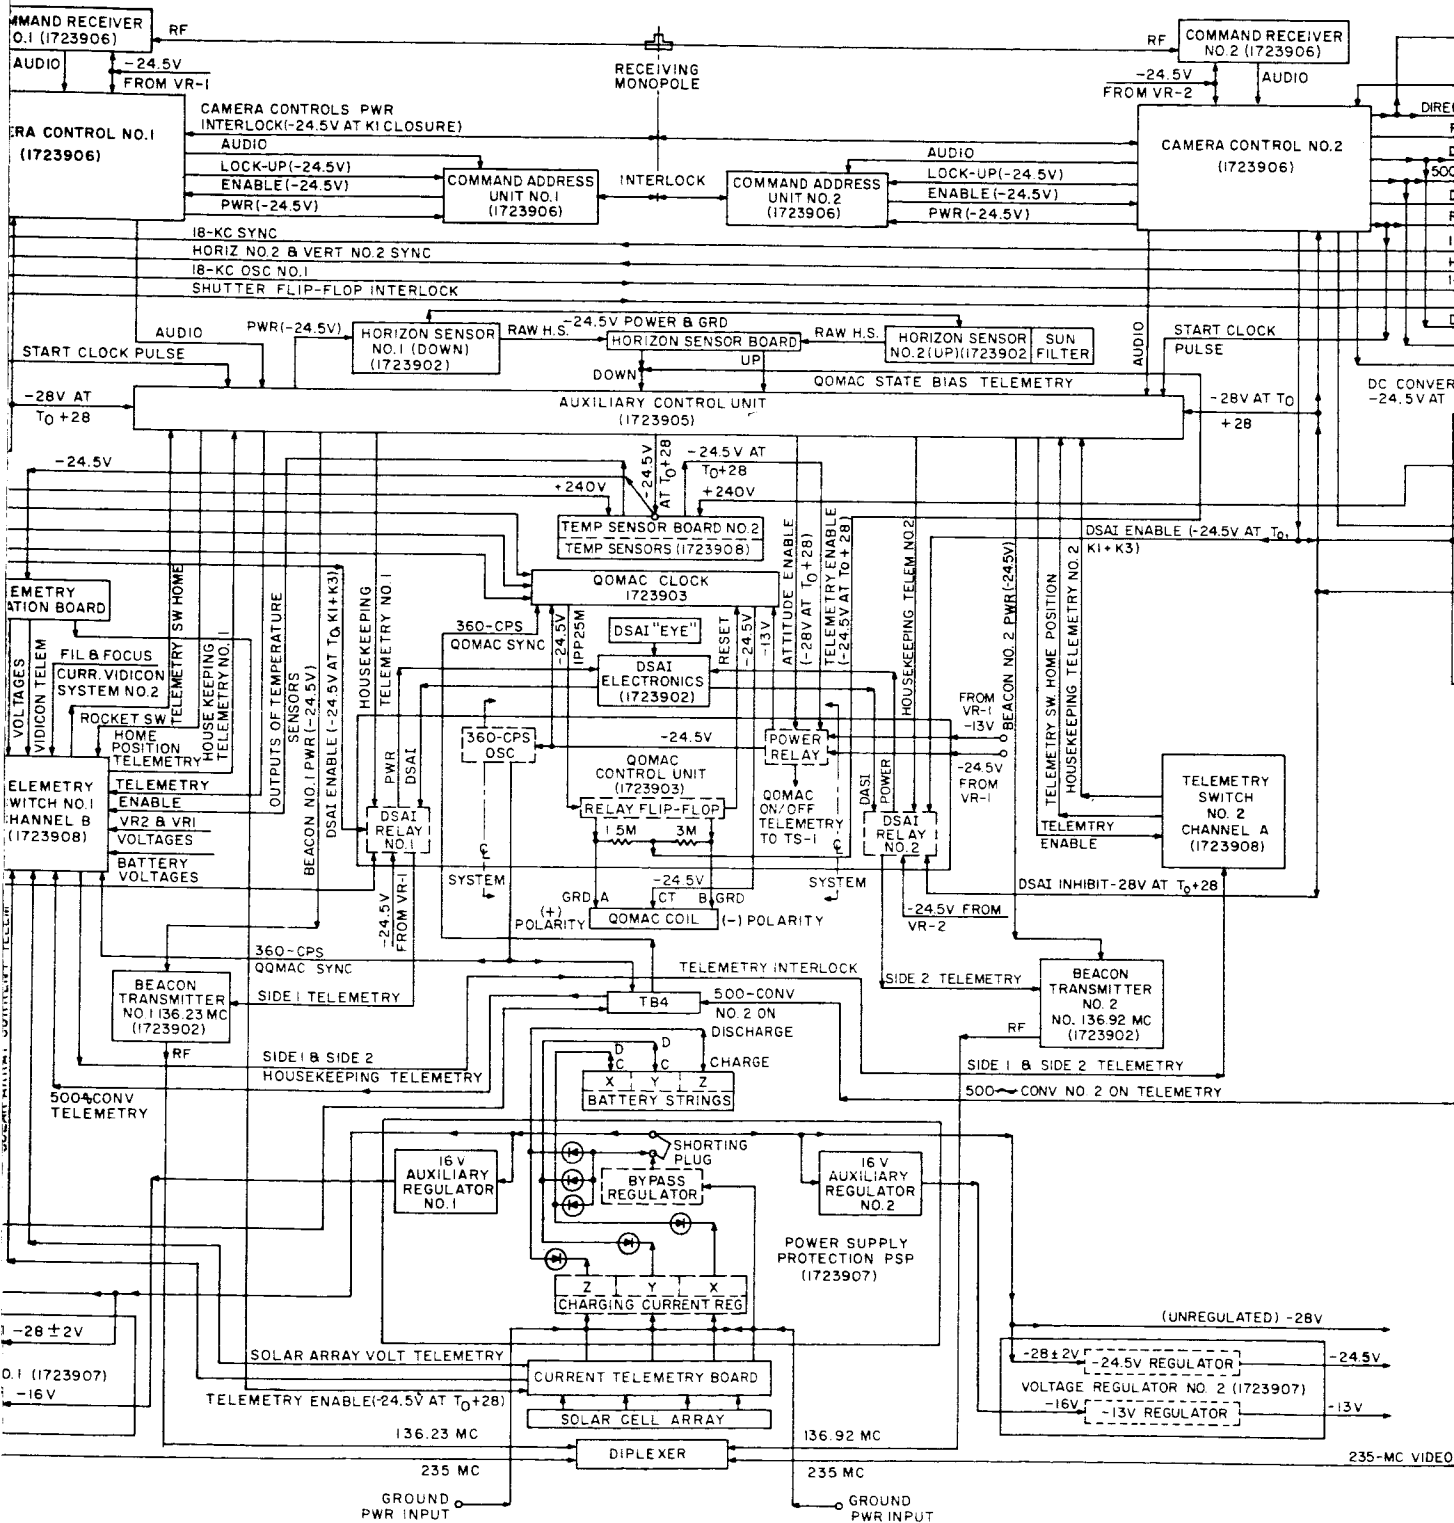 MMAND RECEIVER
O.1 (1723906)
RF
RECEIVING
MONOPOLE
RF
COMMAND RECEIVER
NO.2 (1723906)
AUDIO
-24.5V
FROM VR-1
-24.5V
FROM VR-2
AUDIO
ERA CONTROL NO.1
(1723906)
CAMERA CONTROLS PWR
INTERLOCK(-24.5V AT K1 CLOSURE)
AUDIO
LOCK-UP(-24.5V)
ENABLE(-24.5V)
PWR(-24.5V)
COMMAND ADDRESS
UNIT NO.1
(1723906)
INTERLOCK
COMMAND ADDRESS
UNIT NO.2
(1723906)
AUDIO
LOCK-UP(-24.5V)
ENABLE(-24.5V)
PWR(-24.5V)
CAMERA CONTROL NO.2
(1723906)
DIRE
500
18-KC SYNC
HORIZ NO.2 & VERT NO.2 SYNC
18-KC OSC NO.1
SHUTTER FLIP-FLOP INTERLOCK
AUDIO
PWR(-24.5V)
HORIZON SENSOR
NO.1 (DOWN)
(1723902)
RAW H.S.
-24.5V POWER & GRD
HORIZON SENSOR BOARD
RAW H.S.
HORIZON SENSOR
NO.2(UP)(1723902
SUN
FILTER
AUDIO
START CLOCK
PULSE
START CLOCK PULSE
DOWN
UP
QOMAC STATE BIAS TELEMETRY
DC CONVER
-24.5V AT
-28V AT
T0+28
AUXILIARY CONTROL UNIT
(1723905)
-28V AT T0
+28
-24.5V
+240V
-24.5V
AT T0+28
-24.5V AT
T0+28
+240V
TEMP SENSOR BOARD NO.2
TEMP SENSORS (1723908)
DSAI ENABLE (-24.5V AT T0,
K1+K3)
QOMAC CLOCK
1723903
EMETRY
ATION BOARD
VOLTAGES
VIDICON TELEM
FIL & FOCUS
CURR. VIDICON
SYSTEM NO.2
TELEMETRY SW HOME
HOUSEKEEPING
TELEMETRY NO.1
OUTPUTS OF TEMPERATURE
SENSORS
BEACON NO.1 PWR(-24.5V)
DSAI ENABLE (-24.5V AT T0, K1+K3)
HOUSEKEEPING
TELEMETRY NO.1
360-CPS
QOMAC SYNC
-24.5V
IPP25M
DSAI "EYE"
DSAI
ELECTRONICS
(1723902)
RESET
-24.5V
-13V
ATTITUDE ENABLE
(-28V AT T0+28)
TELEMETRY ENABLE
(-24.5V AT T0+28)
HOUSEKEEPING TELEM NO.2
BEACON NO. 2 PWR(-24.5V)
TELEMETRY SW. HOME POSITION
HOUSEKEEPING TELEMETRY NO.2
ROCKET SW
HOME
POSITION
TELEMETRY
PWR
DSAI
360-CPS
OSC
-24.5V
POWER
RELAY
FROM
VR-1
-13V
-24.5V
FROM
VR-1
ELEMETRY
WITCH NO.1
HANNEL B
(1723908)
TELEMETRY
ENABLE
VR2 & VR1
VOLTAGES
BATTERY
VOLTAGES
DSAI
RELAY
NO.1
QOMAC
CONTROL UNIT
(1723903)
RELAY FLIP-FLOP
1.5M
3M
QOMAC
ON/OFF
TELEMETRY
TO TS-1
DASI
POWER
DSAI
RELAY
NO.2
TELEMTRY
ENABLE
TELEMETRY
SWITCH
NO. 2
CHANNEL A
(1723908)
-24.5V
FROM VR-1
SYSTEM
SYSTEM
DSAI INHIBIT-28V AT T0+28
-24.5V
GRD A
CT
B GRD
(+)
POLARITY
QOMAC COIL
(-) POLARITY
-24.5V FROM
VR-2
360-CPS
QQMAC SYNC
TELEMETRY INTERLOCK
SIDE 2 TELEMETRY
BEACON
TRANSMITTER
NO.1 136.23 MC
(1723902)
SIDE 1 TELEMETRY
TB4
500-CONV
NO.2 ON
BEACON
TRANSMITTER
NO. 2
NO. 136.92 MC
(1723902)
RF
RF
SIDE 1 & SIDE 2
HOUSEKEEPING TELEMETRY
DISCHARGE
CHARGE
D
D
C
C
X Y Z
BATTERY STRINGS
SIDE 1 & SIDE 2 TELEMETRY
500~CONV NO. 2 ON TELEMETRY
500~CONV
TELEMETRY
SOLAR ARRAY CURRENT TELEM
SHORTING
PLUG
16 V
AUXILIARY
REGULATOR
NO.1
BYPASS
REGULATOR
16 V
AUXILIARY
REGULATOR
NO.2
POWER SUPPLY
PROTECTION PSP
(1723907)
Z Y X
CHARGING CURRENT REG
-28±2V
(UNREGULATED) -28V
O.1 (1723907)
-16V
SOLAR ARRAY VOLT TELEMETRY
CURRENT TELEMETRY BOARD
TELEMETRY ENABLE(-24.5V AT T0+28)
SOLAR CELL ARRAY
-28±2V
-24.5V REGULATOR
-24.5V
VOLTAGE REGULATOR NO. 2 (1723907)
-16V
-13V REGULATOR
-13V
136.23 MC
DIPLEXER
136.92 MC
235 MC
235 MC
235-MC VIDEO
GROUND
PWR INPUT
GROUND
PWR INPUT